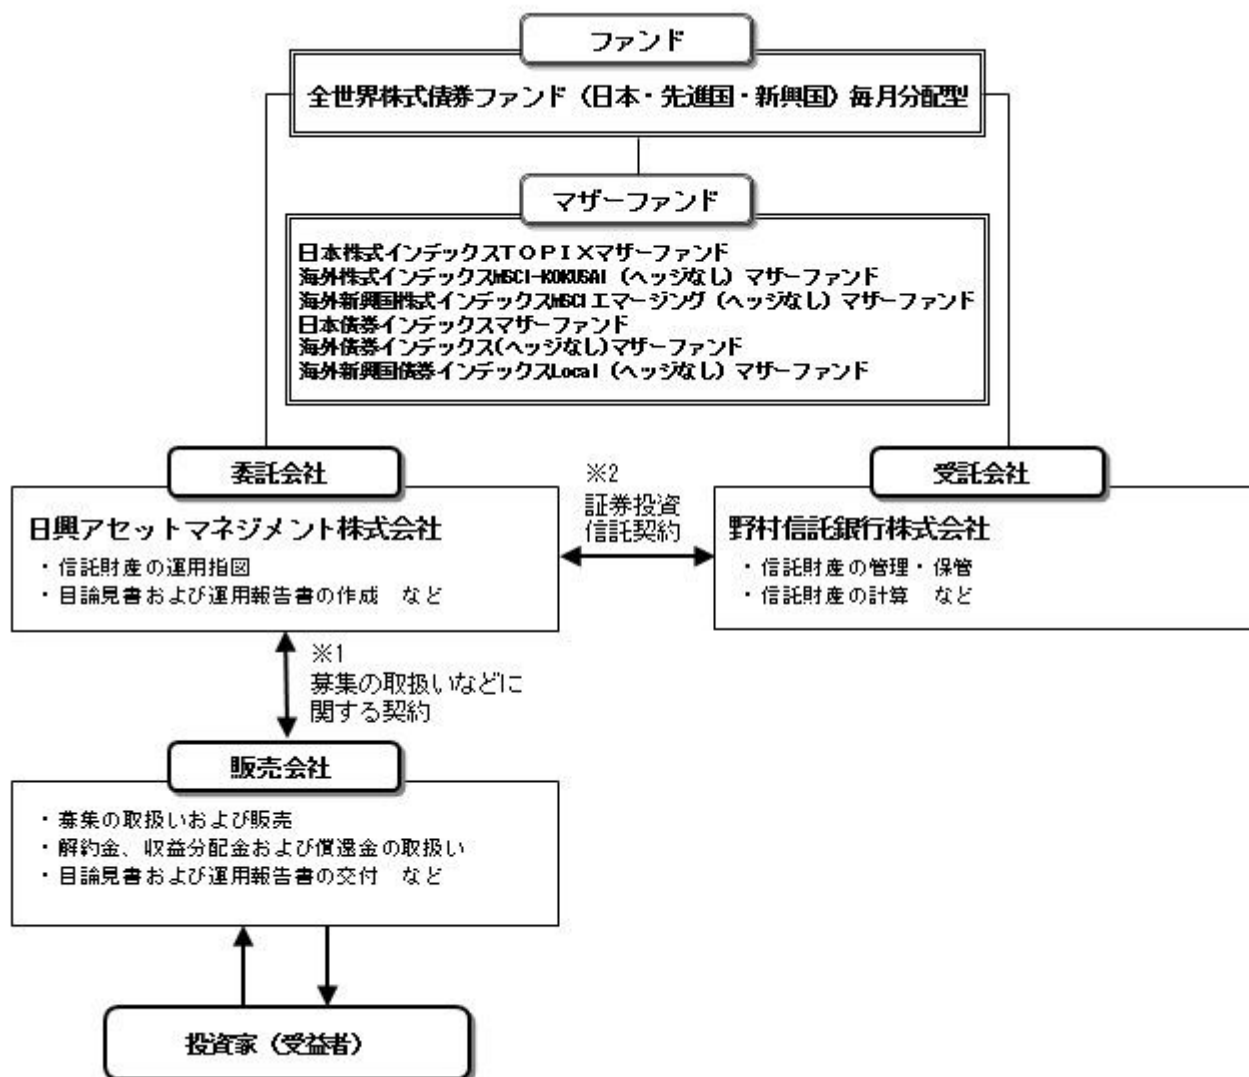 ファンド
全世界株式債券ファンド（日本・先進国・新興国）毎月分配型
マザーファンド
日本株式インデックスＴＯＰＩＸマザーファンド
海外株式インデックスMSCI-KOKUSAI（ヘッジなし）マザーファンド
海外新興国株式インデックスMSCIエマージング（ヘッジなし）マザーファンド
日本債券インデックスマザーファンド
海外債券インデックス(ヘッジなし)マザーファンド
海外新興国債券インデックスLocal（ヘッジなし）マザーファンド
委託会社
日興アセットマネジメント株式会社
・信託財産の運用指図
・目論見書および運用報告書の作成　など
※2
証券投資
信託契約
受託会社
野村信託銀行株式会社
・信託財産の管理・保管
・信託財産の計算　など
※1
募集の取扱いなどに
関する契約
販売会社
・募集の取扱いおよび販売
・解約金、収益分配金および償還金の取扱い
・目論見書および運用報告書の交付　など
投資家（受益者）